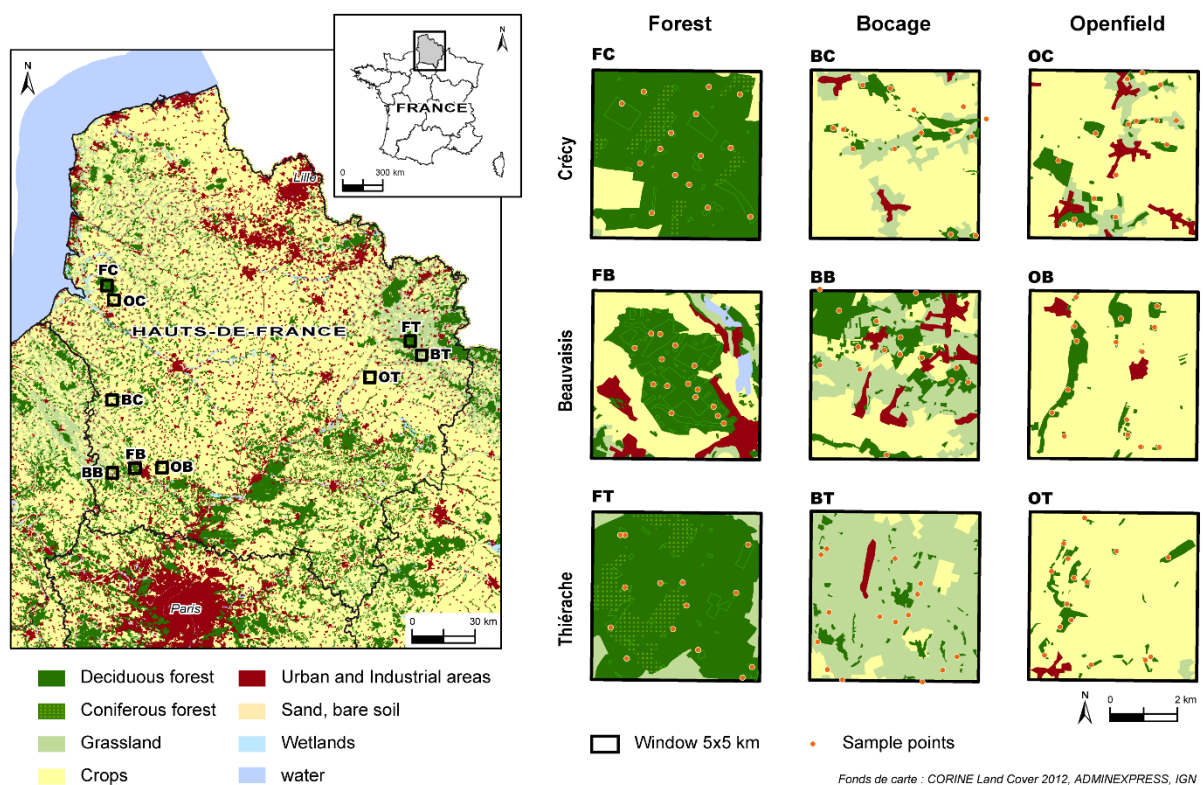 N
Lille
FC
OC
HAUTS-DE-FRANCE
FT
BT
OT
BC
BB
FB
OB
Paris
0 30 km
N
FRANCE
0 300 km
Deciduous forest
Coniferous forest
Grassland
Crops
Urban and Industrial areas
Sand, bare soil
Wetlands
water
Forest
Bocage
Openfield
Crécy
FC
BC
OC
Beauvaisis
FB
BB
OB
Thiérache
FT
BT
OT
N
0 2 km
Window 5x5 km
Sample points
Fonds de carte : CORINE Land Cover 2012, ADMINEXPRESS, IGN